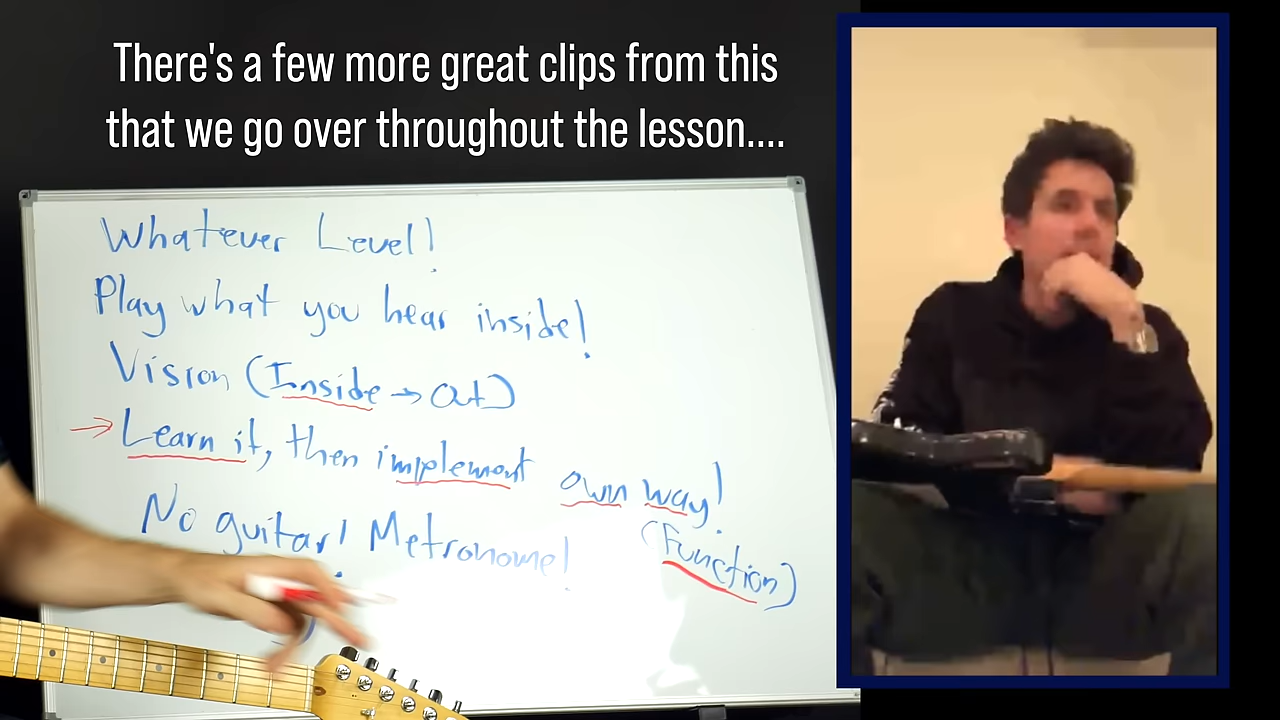 There's a few more great clips from this
that we go over throughout the lesson....
Whatever Level!
Play what you hear inside!
Vision (Inside → Out)
→ Learn it, then implement own way!
(Function)
No guitar! Metronome!